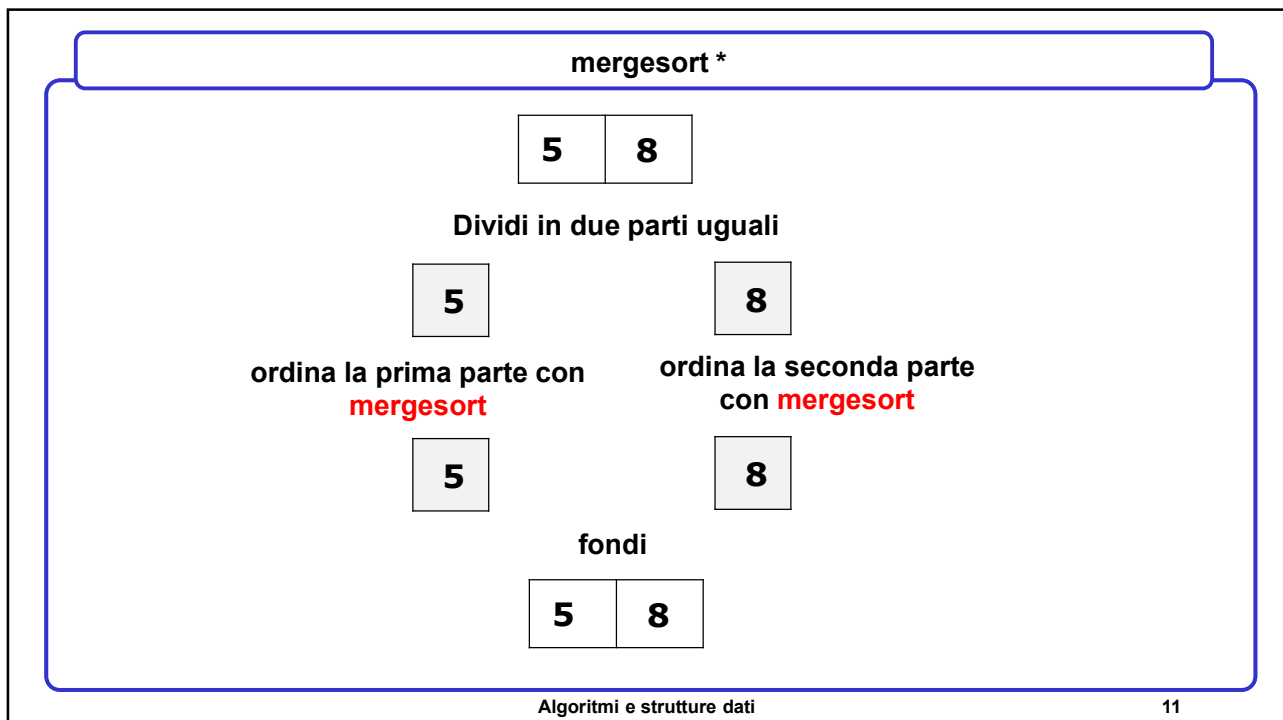 mergesort *
5 8
Dividi in due parti uguali
5 8
ordina la prima parte con
mergesort
ordina la seconda parte
con mergesort
5 8
fondi
5 8
Algoritmi e strutture dati 11